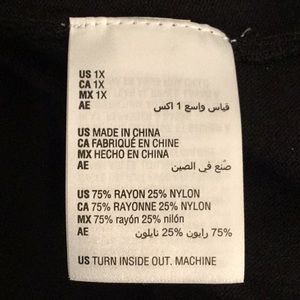 US 1X
CA 1X
MX 1X
AE قياس واسع 1 اكس
US MADE IN CHINA
CA FABRIQUÉ EN CHINE
MX HECHO EN CHINA
AE صنع في الصين
US 75% RAYON 25% NYLON
CA 75% RAYONNE 25% NYLON
MX 75% rayón 25% nilón
AE 75% رايون 25% نايلون
US TURN INSIDE OUT. MACHINE